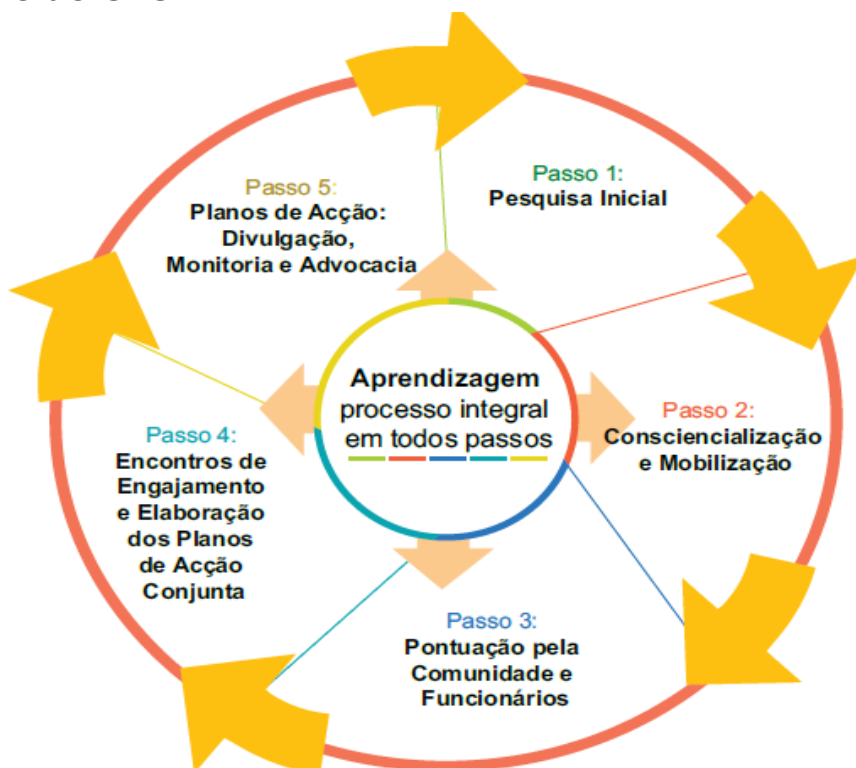 Passo 1:
Pesquisa Inicial
Passo 2:
Consciencialização
e Mobilização
Passo 3:
Pontuação pela
Comunidade e
Funcionários
Passo 4:
Encontros de
Engajamento
e Elaboração
dos Planos
de Acção
Conjunta
Passo 5:
Planos de Acção:
Divulgação,
Monitoria e Advocacia
Aprendizagem
processo integral
em todos passos